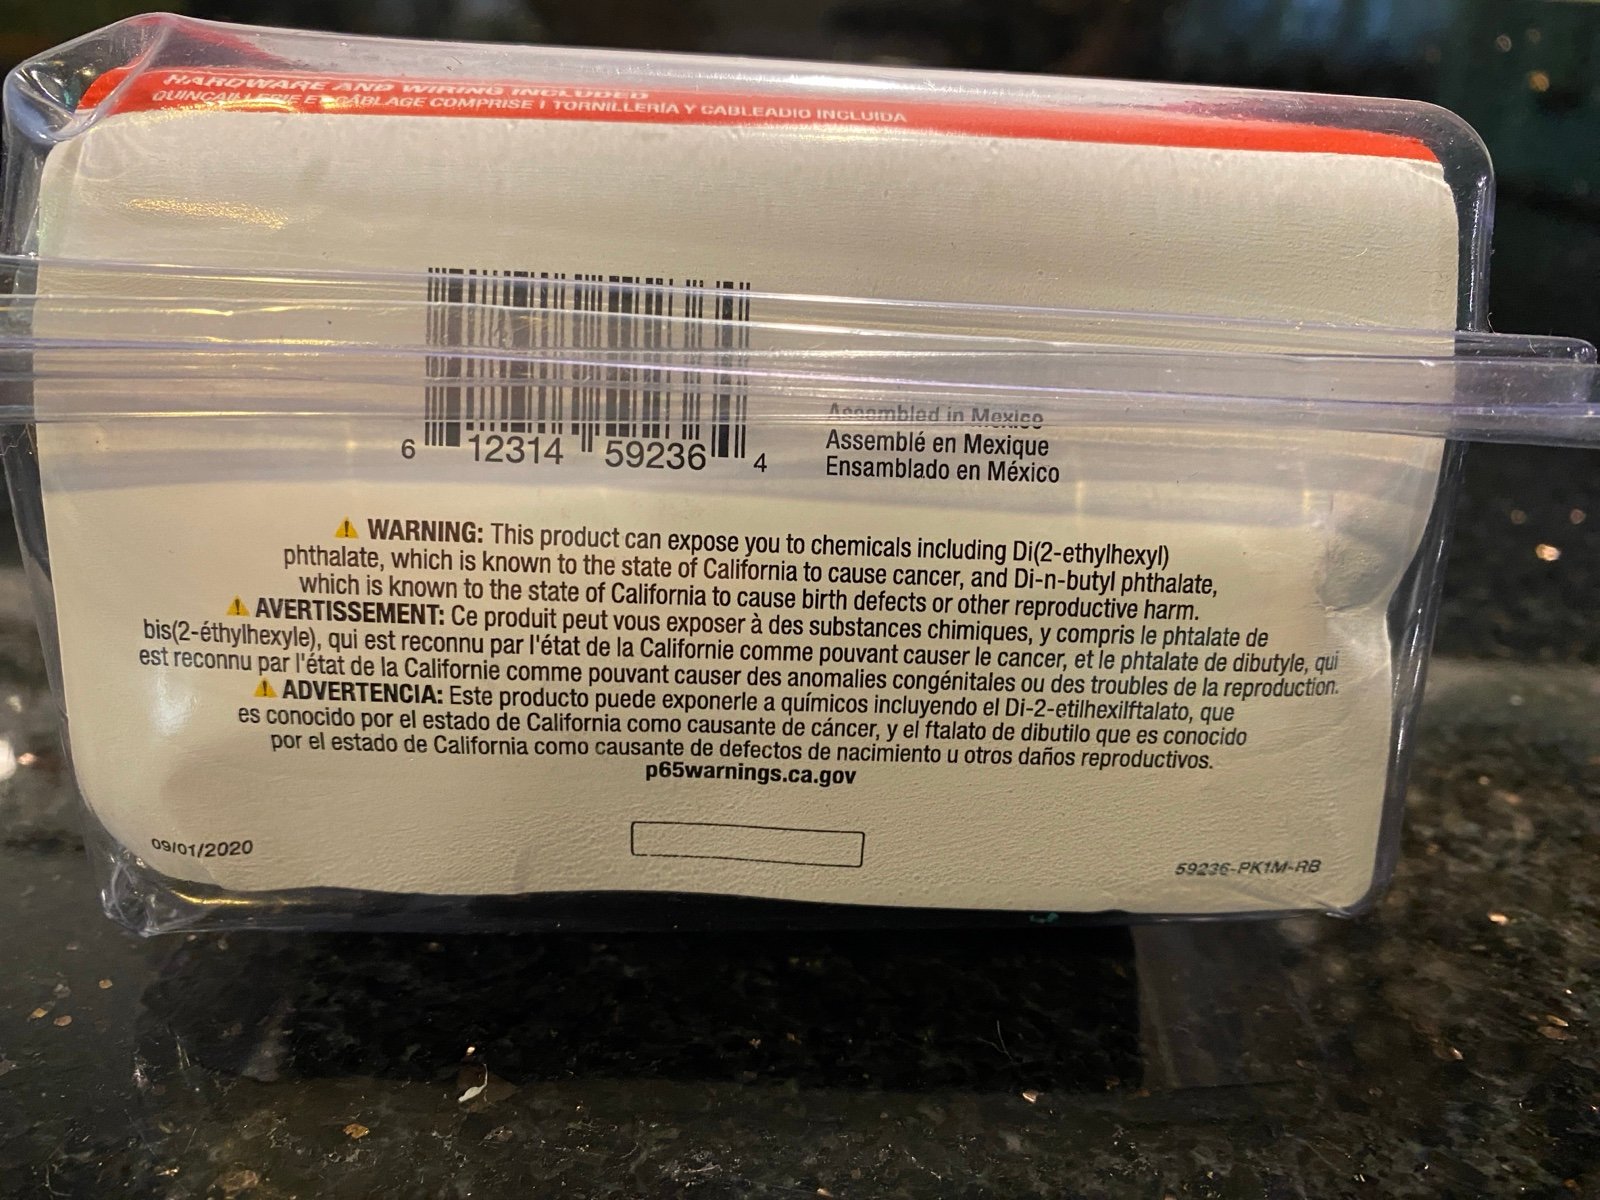 HARDWARE AND WIRING INCLUDED
QUINCAILLERIE ET CÂBLAGE COMPRISE I TORNILLERÍA Y CABLEADIO INCLUIDA
6 12314 59236 4
Assembled in Mexico
Assemblé en Mexique
Ensamblado en México
⚠ WARNING: This product can expose you to chemicals including Di(2-ethylhexyl)
phthalate, which is known to the state of California to cause cancer, and Di-n-butyl phthalate,
which is known to the state of California to cause birth defects or other reproductive harm.
⚠ AVERTISSEMENT: Ce produit peut vous exposer à des substances chimiques, y compris le phtalate de
bis(2-éthylhexyle), qui est reconnu par l'état de la Californie comme pouvant causer le cancer, et le phtalate de dibutyle, qui
est reconnu par l'état de la Californie comme pouvant causer des anomalies congénitales ou des troubles de la reproduction.
⚠ ADVERTENCIA: Este producto puede exponerle a químicos incluyendo el Di-2-etilhexilftalato, que
es conocido por el estado de California como causante de cáncer, y el ftalato de dibutilo que es conocido
por el estado de California como causante de defectos de nacimiento u otros daños reproductivos.
p65warnings.ca.gov
09/01/2020
59236-PK1M-RB